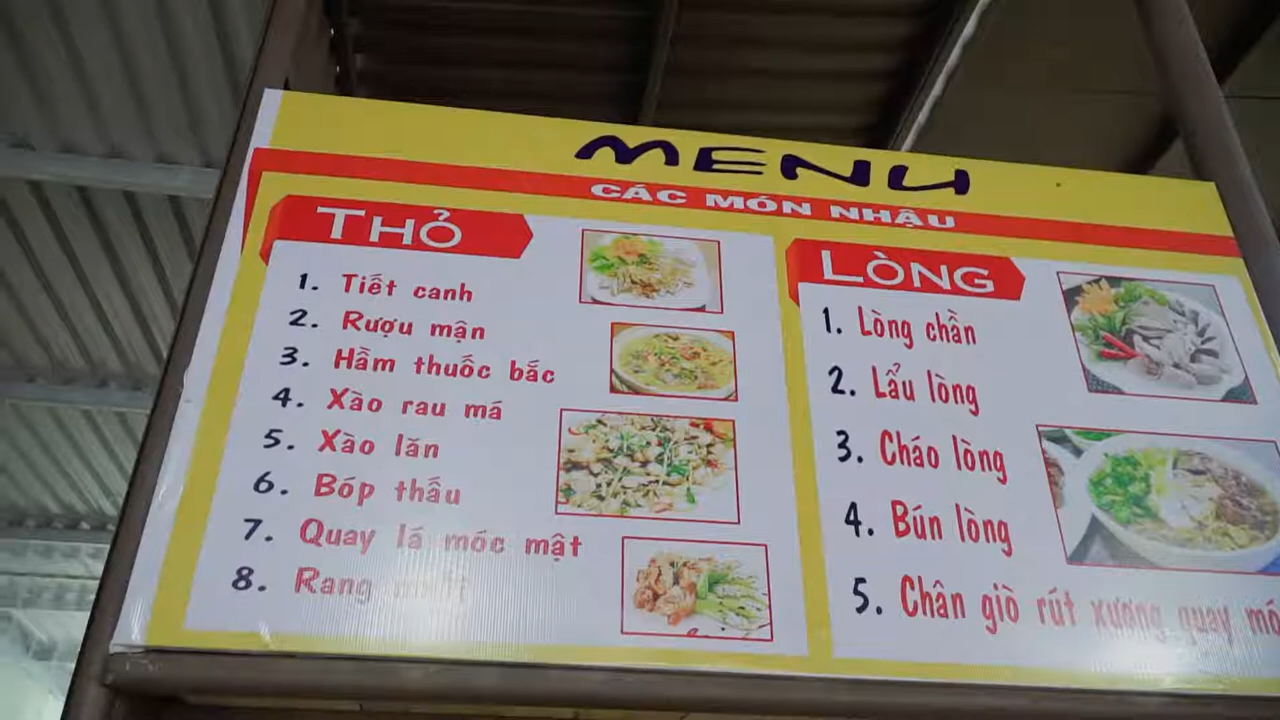 MENU
CÁC MÓN NHẬU
THỎ
1. Tiết canh
2. Rượu mận
3. Hầm thuốc bắc
4. Xào rau má
5. Xào lăn
6. Bóp thấu
7. Quay lá móc mật
8. Rang
LÒNG
1. Lòng chần
2. Lẩu lòng
3. Cháo lòng
4. Bún lòng
5. Chân giò rút xương quay